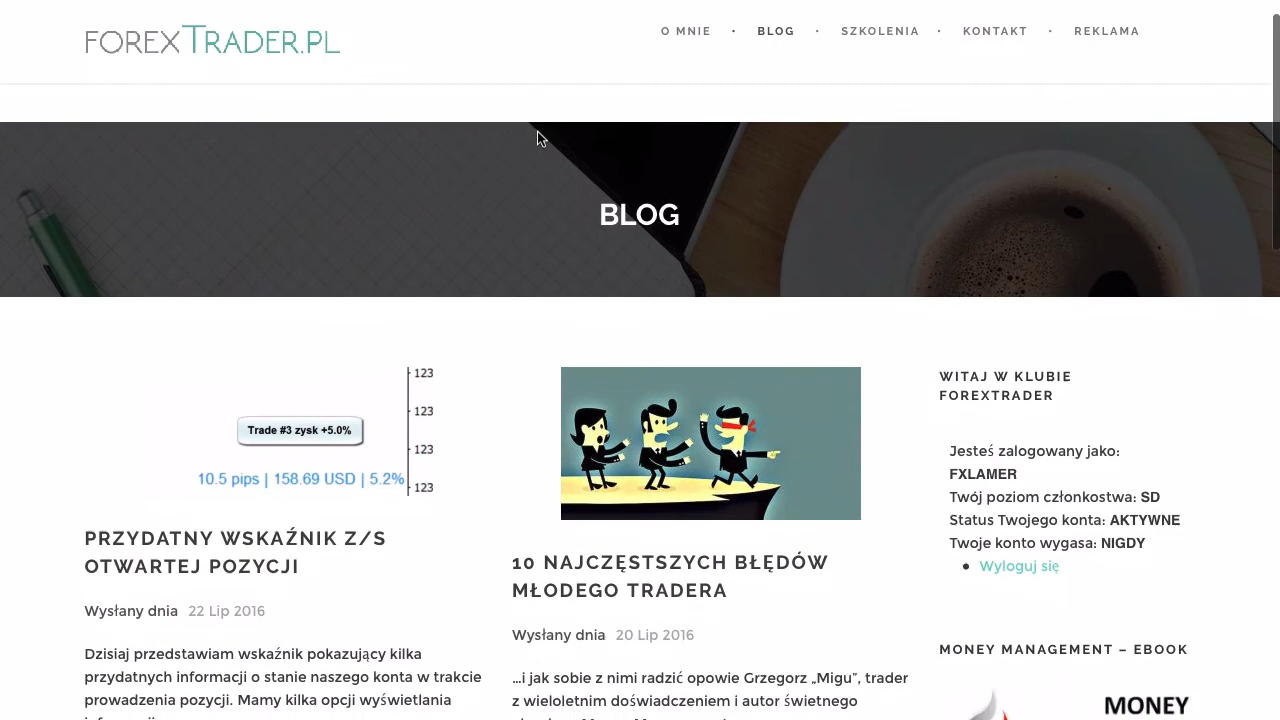 FOREXTRADER.PL
O MNIE • BLOG • SZKOLENIA • KONTAKT • REKLAMA
BLOG
123
123
Trade #3 zysk +5.0%
122
10.5 pips | 158.69 USD | 5.2%
123
PRZYDATNY WSKAŹNIK Z/S
OTWARTEJ POZYCJI
Wysłany dnia 22 Lip 2016
Dzisiaj przedstawiam wskaźnik pokazujący kilka
przydatnych informacji o stanie naszego konta w trakcie
prowadzenia pozycji. Mamy kilka opcji wyświetlania
10 NAJCZĘSTSZYCH BŁĘDÓW
MŁODEGO TRADERA
Wysłany dnia 20 Lip 2016
...i jak sobie z nimi radzić opowie Grzegorz „Migu”, trader
z wieloletnim doświadczeniem i autor świetnego
WITAJ W KLUBIE
FOREXTRADER
Jesteś zalogowany jako:
FXLAMER
Twój poziom członkostwa: SD
Status Twojego konta: AKTYWNE
Twoje konto wygasa: NIGDY
• Wyloguj się
MONEY MANAGEMENT – EBOOK
MONEY